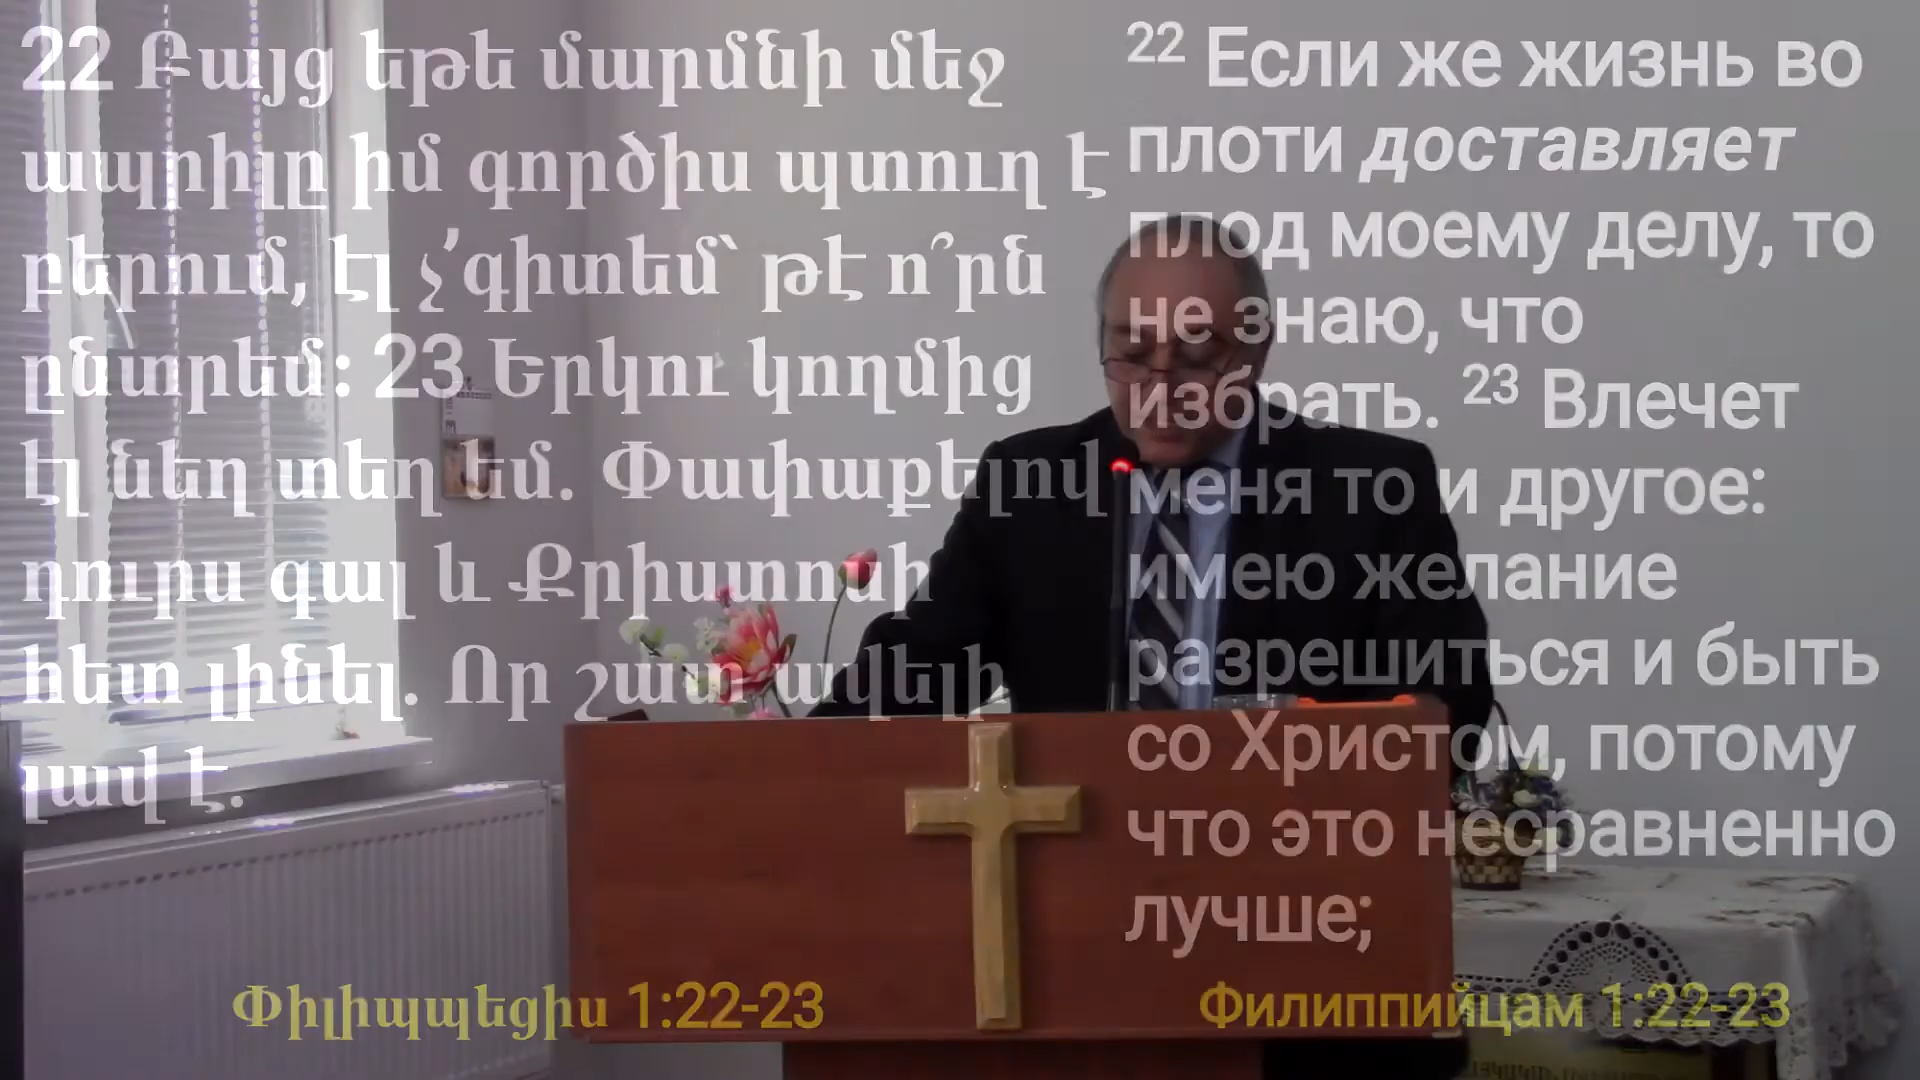 22 Բայց եթե մարմնի մեջ
ապրիլը իմ գործիս պտուղ է
բերում, էլ չ՛գիտեմ՝ թէ ո՞րն
ընտրեմ։ 23 Երկու կողմից
էլ նեղ տեղ եմ. Փափաքելով
դուրս գալ և Քրիստոսի
հետ լինել. Որ շատ ավելի
լավ է.
Փիլիպպեցիս 1:22-23
22 Если же жизнь во
плоти доставляет
плод моему делу, то
не знаю, что
избрать. 23 Влечет
меня то и другое:
имею желание
разрешиться и быть
со Христом, потому
что это несравненно
лучше;
Филиппийцам 1:22-23